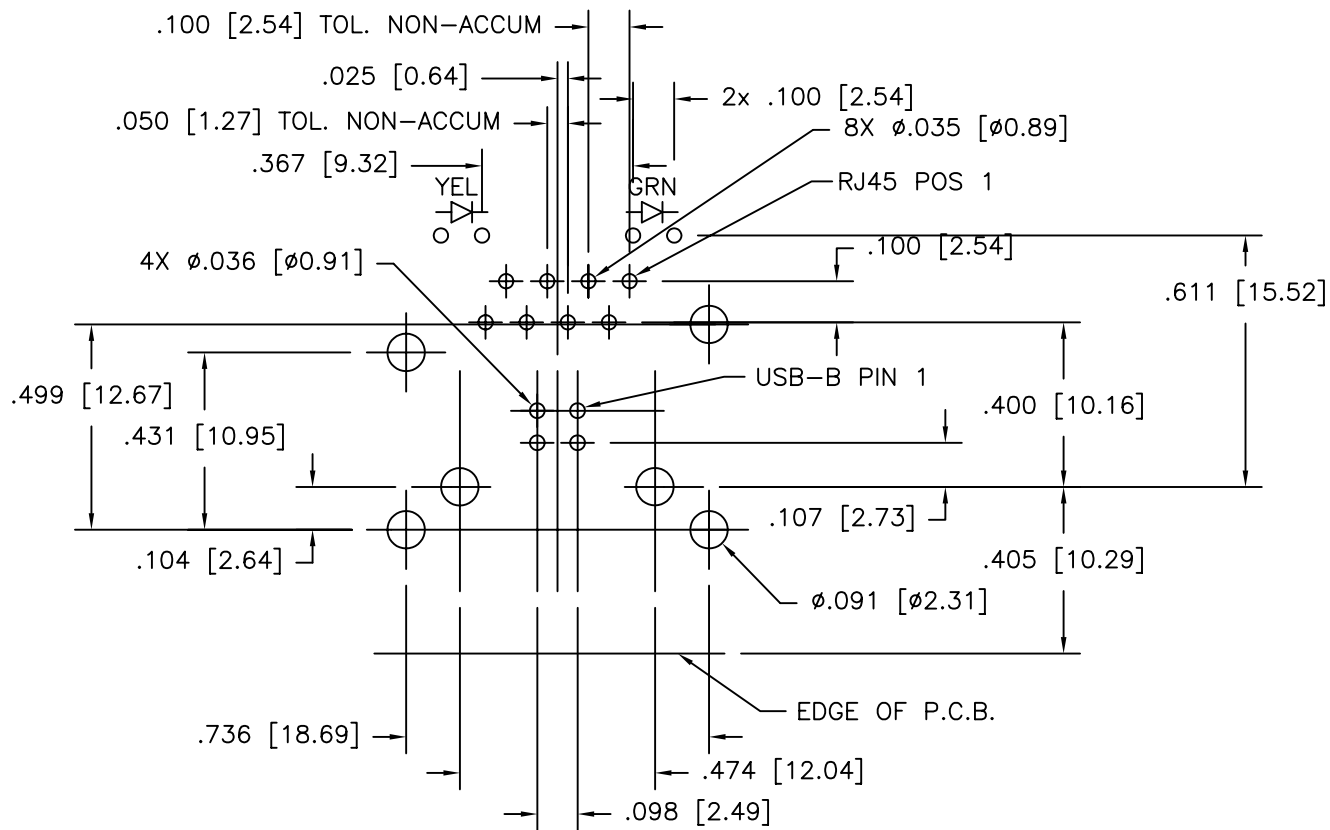 .100 [2.54] TOL. NON-ACCUM
.025 [0.64]
2x .100 [2.54]
.050 [1.27] TOL. NON-ACCUM
8X ø.035 [ø0.89]
.367 [9.32]
YEL
GRN
RJ45 POS 1
.100 [2.54]
4X ø.036 [ø0.91]
.611 [15.52]
USB-B PIN 1
.499 [12.67]
.400 [10.16]
.431 [10.95]
.107 [2.73]
.104 [2.64]
.405 [10.29]
ø.091 [ø2.31]
EDGE OF P.C.B.
.736 [18.69]
.474 [12.04]
.098 [2.49]